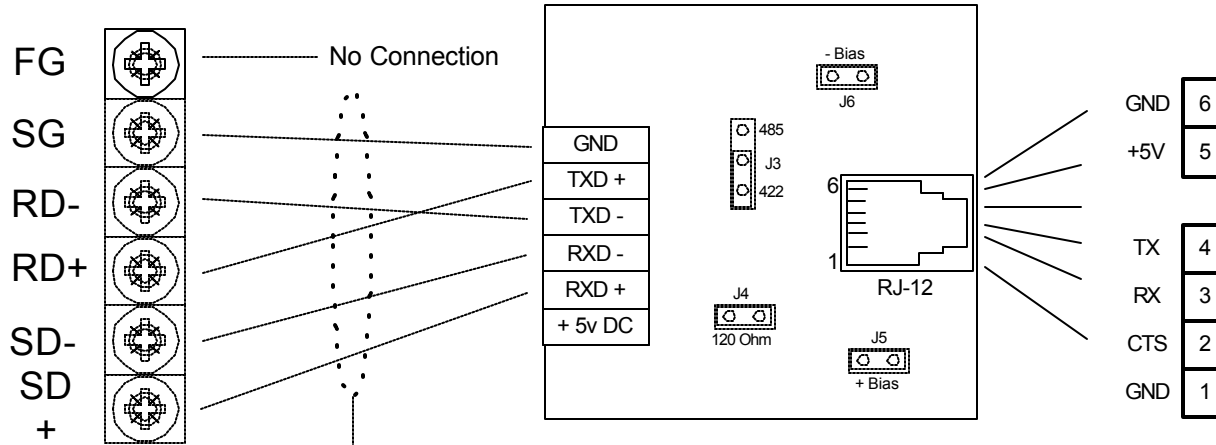 FG
SG
RD-
RD+
SD-
SD
+
No Connection
GND
TXD +
TXD -
RXD -
RXD +
+ 5v DC
- Bias
J6
485
J3
422
6
1
RJ-12
J4
120 Ohm
J5
+ Bias
GND 6
+5V 5
TX 4
RX 3
CTS 2
GND 1